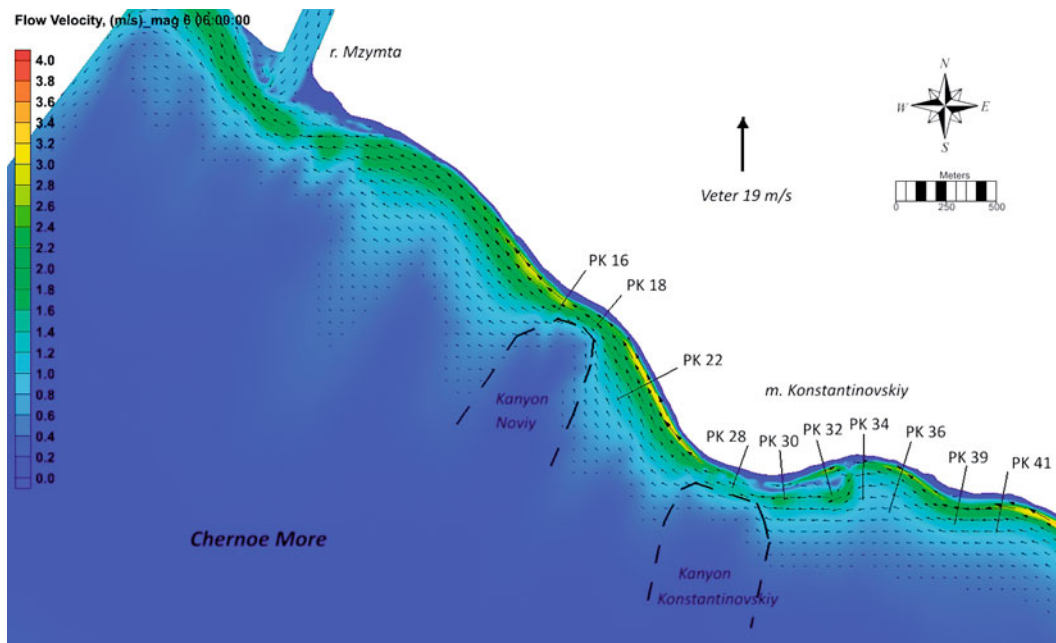 Flow Velocity, (m/s)_mag 6 06:00:00
4.0
3.8
3.6
3.4
3.2
3.0
2.8
2.6
2.4
2.2
2.0
1.8
1.6
1.4
1.2
1.0
0.8
0.6
0.4
0.2
0.0
r. Mzymta
N
W
E
S
Meters
0
250
500
Veter 19 m/s
PK 16
PK 18
PK 22
m. Konstantinovskiy
PK 28
PK 30
PK 32
PK 34
PK 36
PK 39
PK 41
Kanyon
Noviy
Chernoe More
Kanyon
Konstantinovskiy